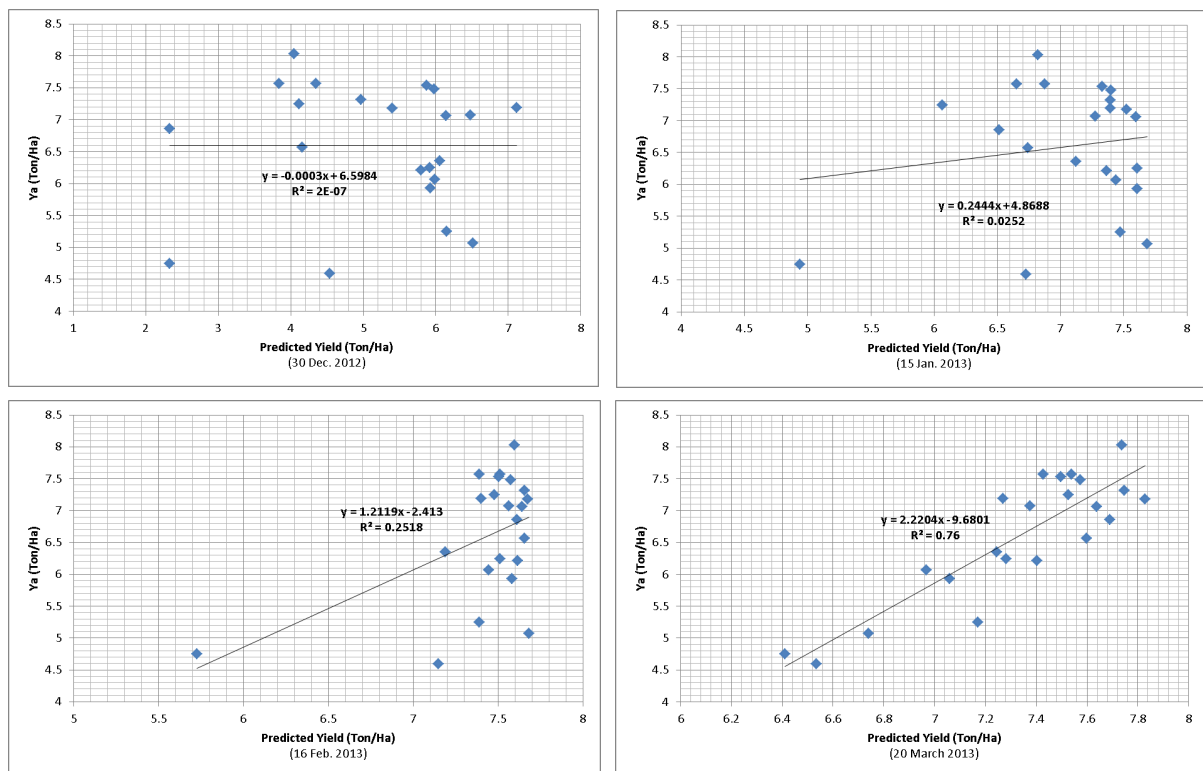 8.5
8
7.5
7
6.5
6
5.5
5
4.5
4
Ya (Ton/Ha)
y = -0.0003x + 6.5984
R² = 2E-07
1 2 3 4 5 6 7 8
Predicted Yield (Ton/Ha)
(30 Dec. 2012)
8.5
8
7.5
7
6.5
6
5.5
5
4.5
4
Ya (Ton/Ha)
y = 0.2444x + 4.8688
R² = 0.0252
4 4.5 5 5.5 6 6.5 7 7.5 8
Predicted Yield (Ton/Ha)
(15 Jan. 2013)
8.5
8
7.5
7
6.5
6
5.5
5
4.5
4
Ya (Ton/Ha)
y = 1.2119x - 2.413
R² = 0.2518
5 5.5 6 6.5 7 7.5 8
Predicted Yield (Ton/Ha)
(16 Feb. 2013)
8.5
8
7.5
7
6.5
6
5.5
5
4.5
4
Ya (Ton/Ha)
y = 2.2204x - 9.6801
R² = 0.76
6 6.2 6.4 6.6 6.8 7 7.2 7.4 7.6 7.8 8
Predicted Yield (Ton/Ha)
(20 March 2013)